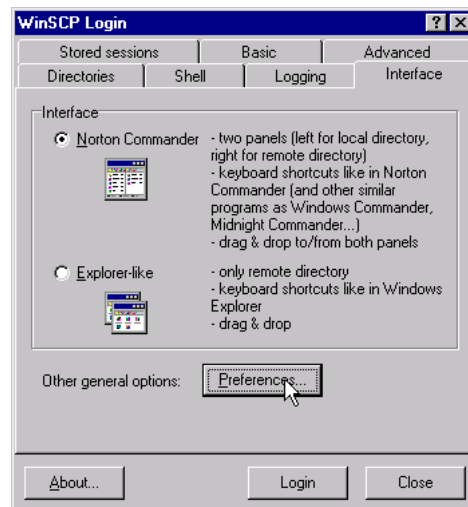 WinSCP Login
Stored sessions Basic Advanced
Directories Shell Logging Interface
Interface
Norton Commander - two panels (left for local directory,
right for remote directory)
- keyboard shortcuts like in Norton
Commander (and other similar
programs as Windows Commander,
Midnight Commander...)
- drag & drop to/from both panels
Explorer-like - only remote directory
- keyboard shortcuts like in Windows
Explorer
- drag & drop
Other general options: Preferences...
About... Login Close